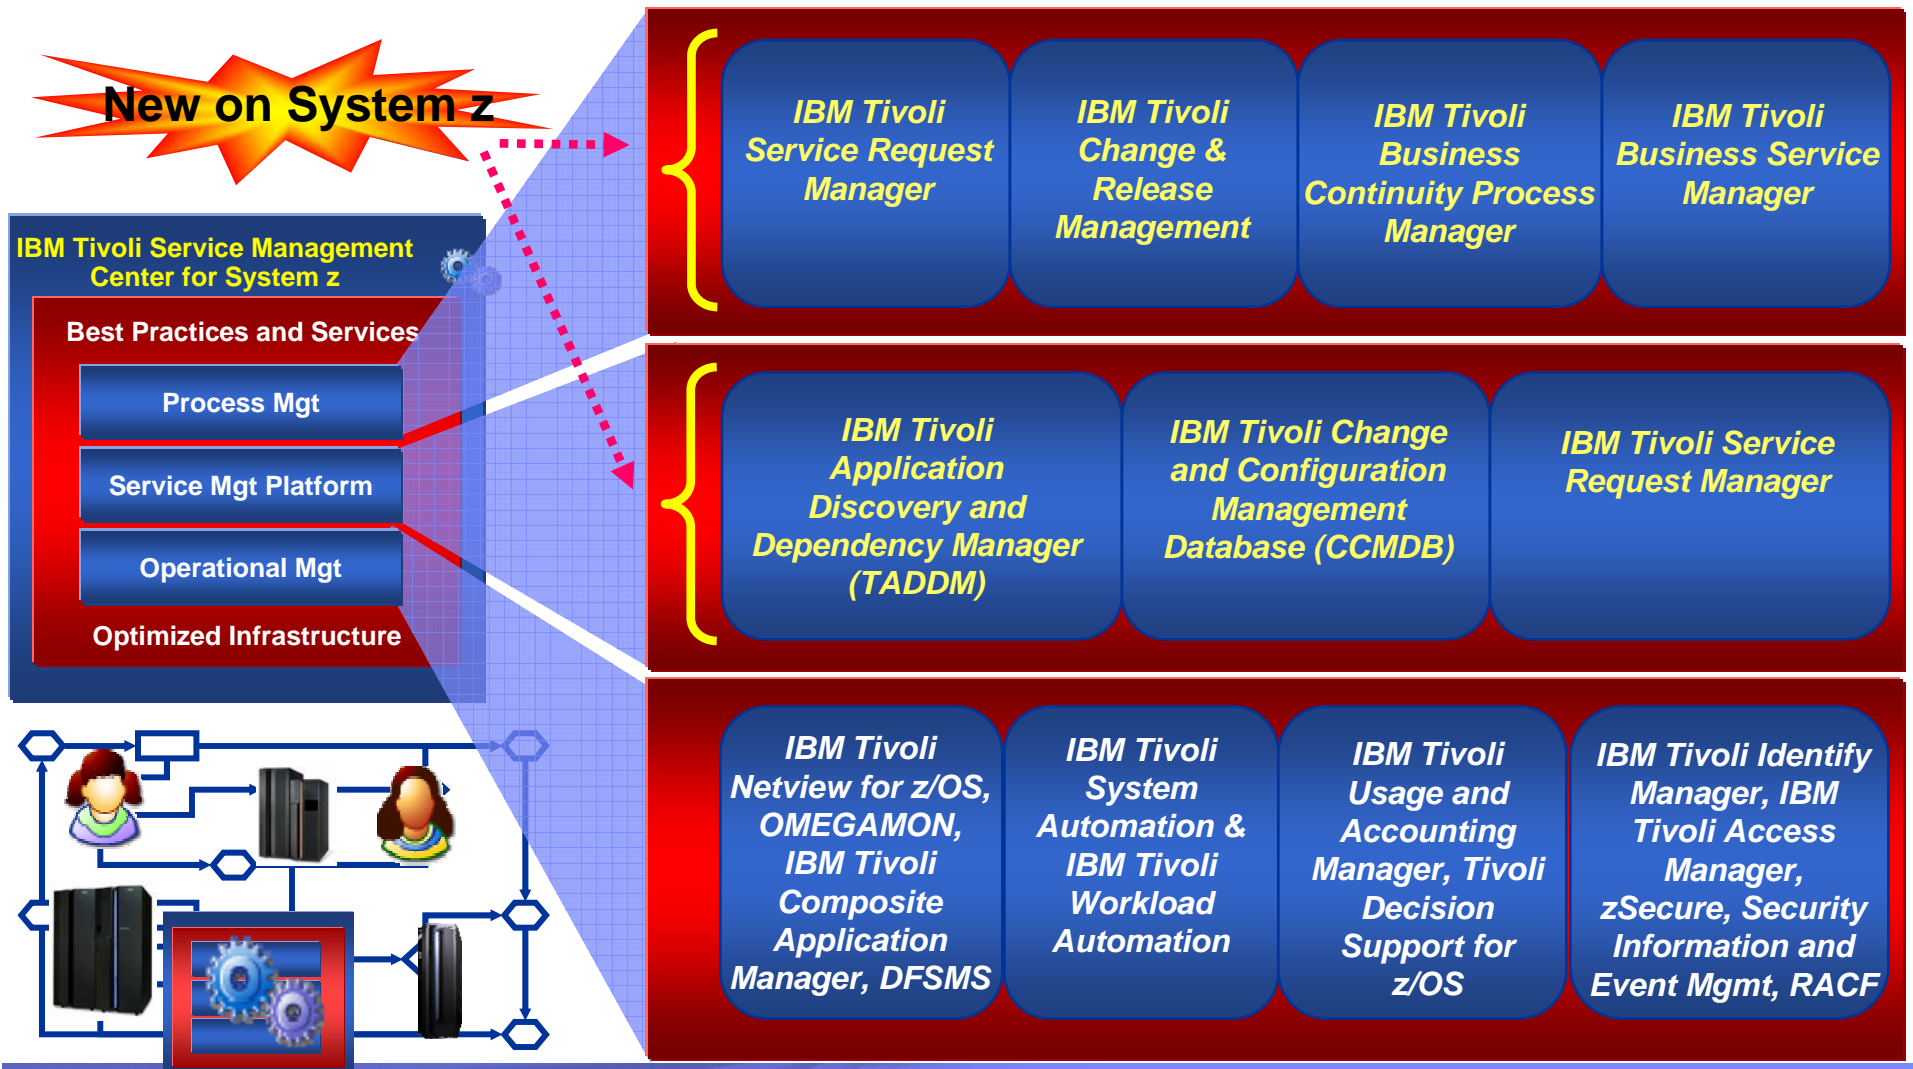 New on System z
IBM Tivoli Service Management
Center for System z
Best Practices and Services
Process Mgt
Service Mgt Platform
Operational Mgt
Optimized Infrastructure
IBM Tivoli
Service Request
Manager
IBM Tivoli
Change &
Release
Management
IBM Tivoli
Business
Continuity Process
Manager
IBM Tivoli
Business Service
Manager
IBM Tivoli
Application
Discovery and
Dependency Manager
(TADDM)
IBM Tivoli Change
and Configuration
Management
Database (CCMDB)
IBM Tivoli Service
Request Manager
IBM Tivoli
Netview for z/OS,
OMEGAMON,
IBM Tivoli
Composite
Application
Manager, DFSMS
IBM Tivoli
System
Automation &
IBM Tivoli
Workload
Automation
IBM Tivoli
Usage and
Accounting
Manager, Tivoli
Decision
Support for
z/OS
IBM Tivoli Identify
Manager, IBM
Tivoli Access
Manager,
zSecure, Security
Information and
Event Mgmt, RACF